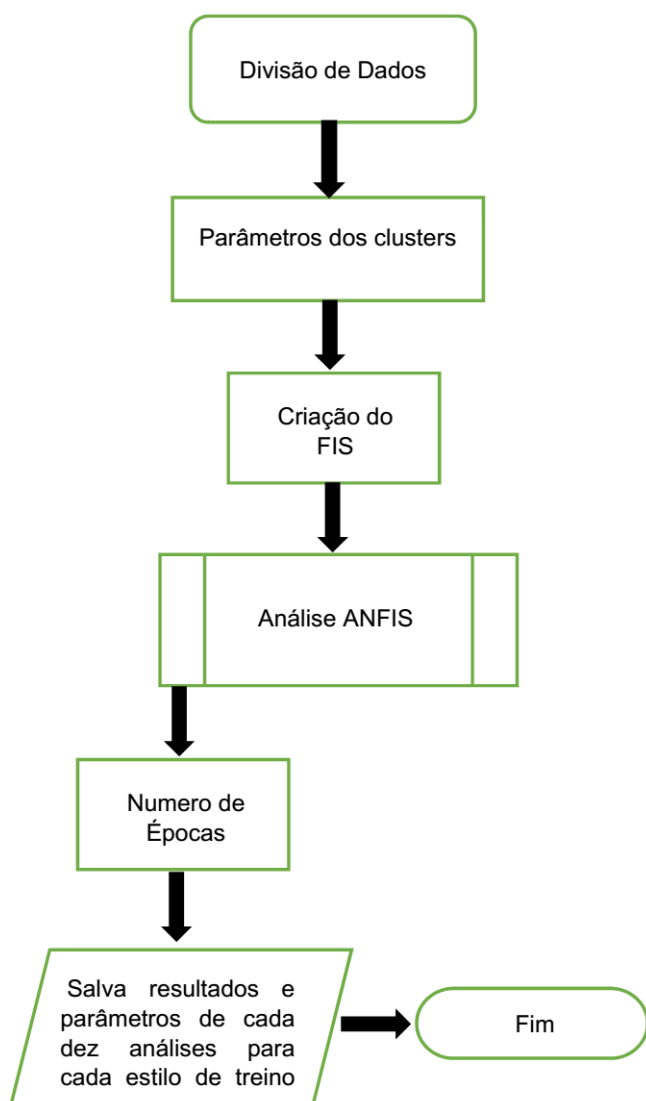 Divisão de Dados
Parâmetros dos clusters
Criação do
FIS
Análise ANFIS
Numero de
Épocas
Salva resultados e
parâmetros de cada
dez análises para
cada estilo de treino
Fim